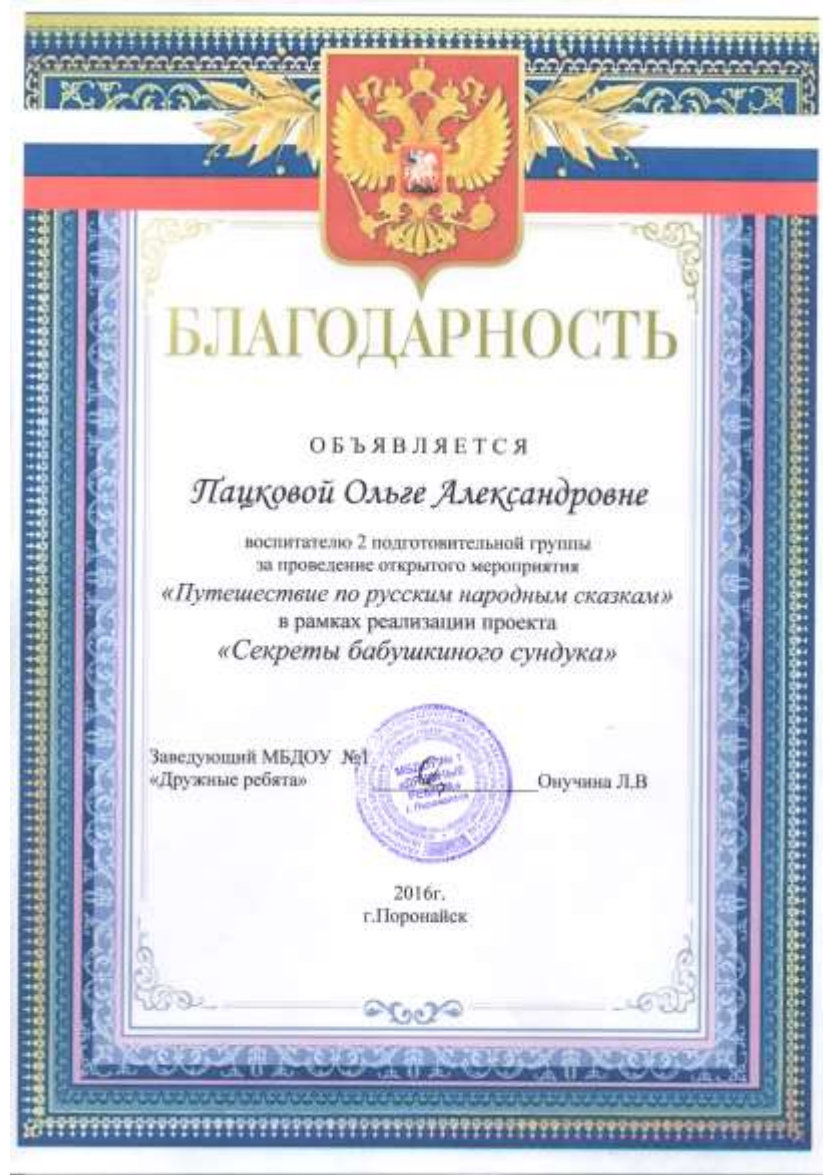 БЛАГОДАРНОСТЬ
ОБЪЯВЛЯЕТСЯ
Пацковой Ольге Александровне
воспитателю 2 подготовительной группы
за проведение открытого мероприятия
«Путешествие по русским народным сказкам»
в рамках реализации проекта
«Секреты бабушкиного сундука»
Заведующий МБДОУ №1
«Дружные ребята» Онучина Л.В
2016г.
г.Поронайск